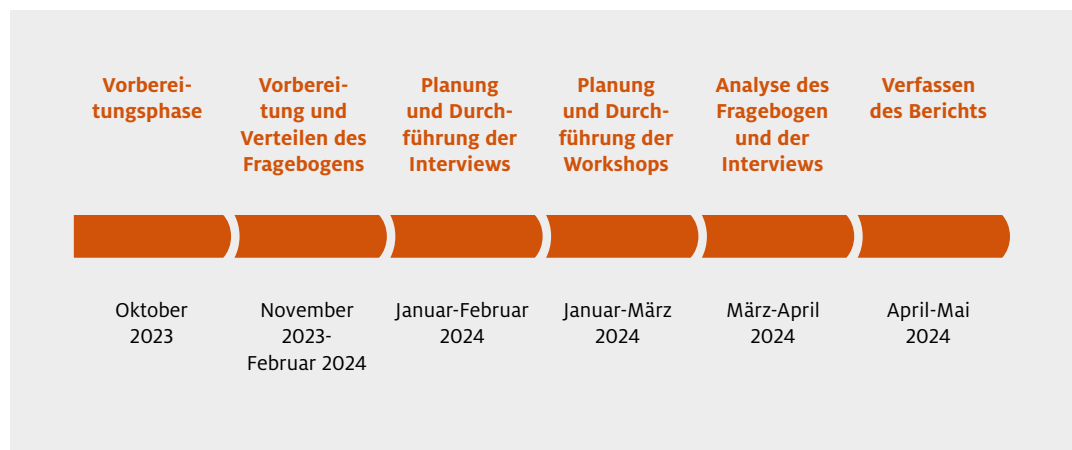 Vorberei-
tungsphase
Vorberei-
tung und
Verteilen des
Fragebogens
Planung
und Durch-
führung der
Interviews
Planung
und Durch-
führung der
Workshops
Analyse des
Fragebogen
und der
Interviews
Verfassen
des Berichts
Oktober
2023
November
2023-
Februar 2024
Januar-Februar
2024
Januar-März
2024
März-April
2024
April-Mai
2024